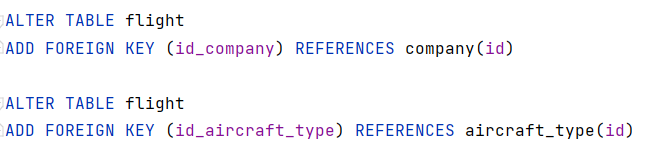 ALTER TABLE flight
ADD FOREIGN KEY (id_company) REFERENCES company(id)
ALTER TABLE flight
ADD FOREIGN KEY (id_aircraft_type) REFERENCES aircraft_type(id)